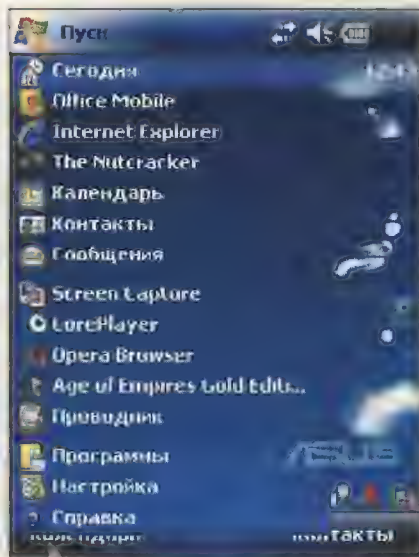 Пуск
Сегодня
Office Mobile
Internet Explorer
The Nutcracker
Календарь
Контакты
Сообщения
Screen Capture
CorePlayer
Opera Browser
Age of Empires Gold Editi...
Проводник
Программы
Настройка
Справка
Контакты